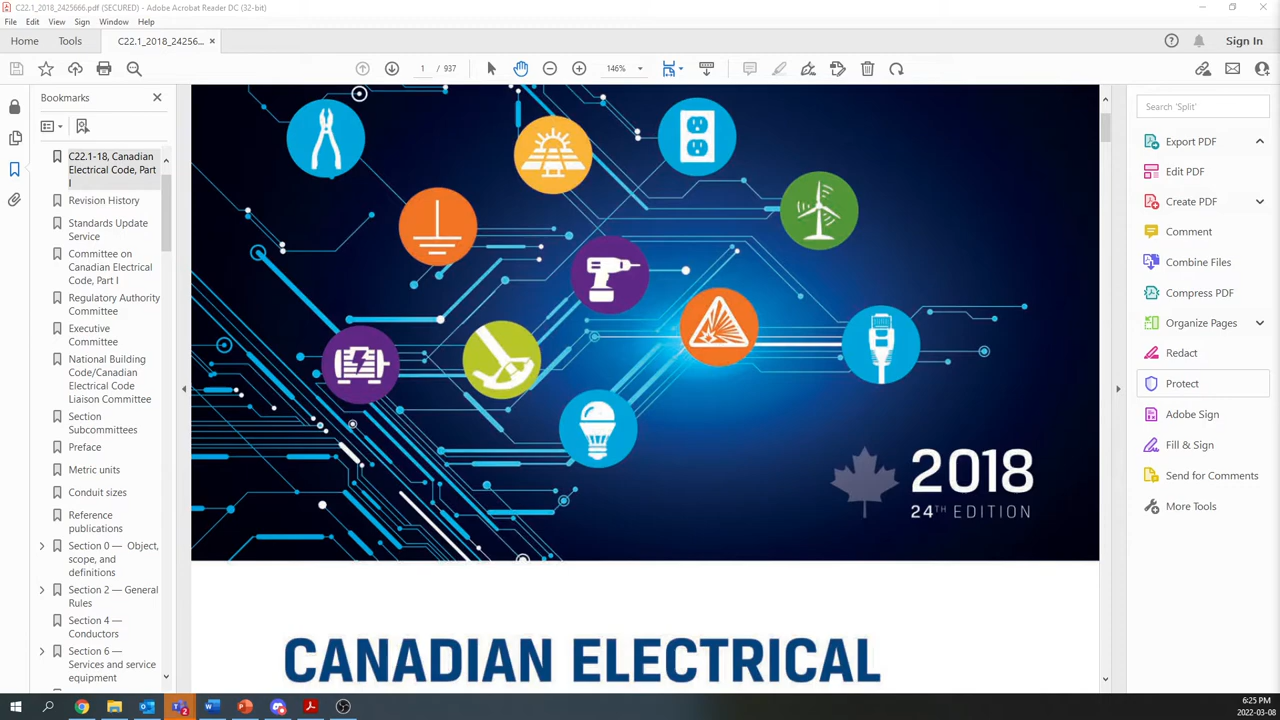 C22.1_2018_2425666.pdf (SECURED) - Adobe Acrobat Reader DC (32-bit)
File Edit View Sign Window Help
Home Tools C22.1_2018_24256... × Sign In
1 / 937 146%
Bookmarks
C22.1-18, Canadian
Electrical Code, Part
I
Revision History
Standards Update
Service
Committee on
Canadian Electrical
Code, Part I
Regulatory Authority
Committee
Executive
Committee
National Building
Code/Canadian
Electrical Code
Liaison Committee
Section
Subcommittees
Preface
Metric units
Conduit sizes
Reference
publications
Section 0 — Object,
scope, and
definitions
Section 2 — General
Rules
Section 4 —
Conductors
Section 6 —
Services and service
equipment
2018
24TH EDITION
CANADIAN ELECTRICAL
Search 'Split'
Export PDF
Edit PDF
Create PDF
Comment
Combine Files
Compress PDF
Organize Pages
Redact
Protect
Adobe Sign
Fill & Sign
Send for Comments
More Tools
6:25 PM
2022-03-08